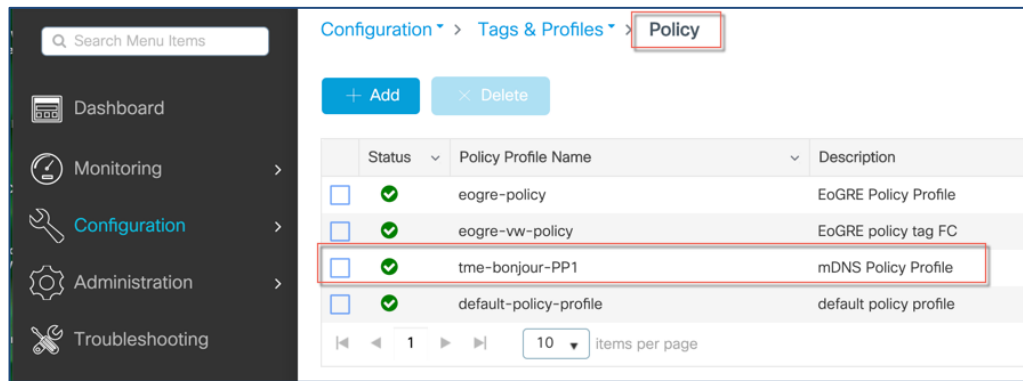 Search Menu Items
Dashboard
Monitoring
Configuration
Administration
Troubleshooting
Configuration > Tags & Profiles > Policy
+ Add
× Delete
Status Policy Profile Name Description
eogre-policy EoGRE Policy Profile
eogre-vw-policy EoGRE policy tag FC
tme-bonjour-PP1 mDNS Policy Profile
default-policy-profile default policy profile
1 10 items per page